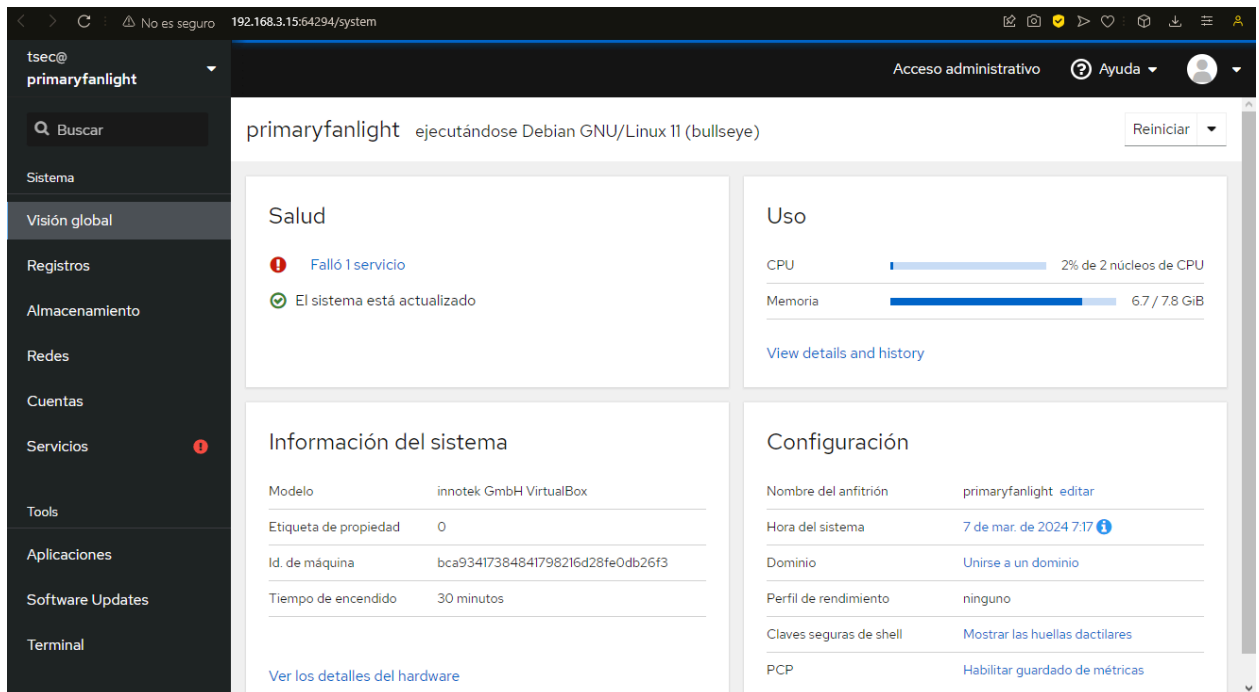 No es seguro 192.168.3.15:64294/system
tsec@
primaryfanlight
Acceso administrativo
Ayuda
Buscar
Sistema
Visión global
Registros
Almacenamiento
Redes
Cuentas
Servicios
Tools
Aplicaciones
Software Updates
Terminal
primaryfanlight ejecutándose Debian GNU/Linux 11 (bullseye)
Reiniciar
Salud
Falló 1 servicio
El sistema está actualizado
Uso
CPU 2% de 2 núcleos de CPU
Memoria 6.7 / 7.8 GiB
View details and history
Información del sistema
Modelo innotek GmbH VirtualBox
Etiqueta de propiedad 0
Id. de máquina bca93417384841798216d28fe0db26f3
Tiempo de encendido 30 minutos
Ver los detalles del hardware
Configuración
Nombre del anfitrión primaryfanlight editar
Hora del sistema 7 de mar. de 2024 7:17
Dominio Unirse a un dominio
Perfil de rendimiento ninguno
Claves seguras de shell Mostrar las huellas dactilares
PCP Habilitar guardado de métricas